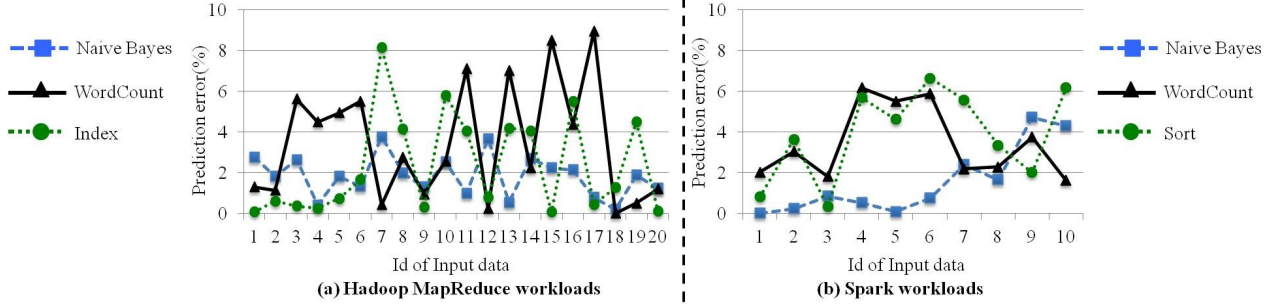 Naive Bayes
WordCount
Index
Prediction error(%)
10
8
6
4
2
0
1 2 3 4 5 6 7 8 9 10 11 12 13 14 15 16 17 18 19 20
Id of Input data
(a) Hadoop MapReduce workloads
Prediction error(%)
10
8
6
4
2
0
1 2 3 4 5 6 7 8 9 10
Id of Input data
(b) Spark workloads
Naive Bayes
WordCount
Sort